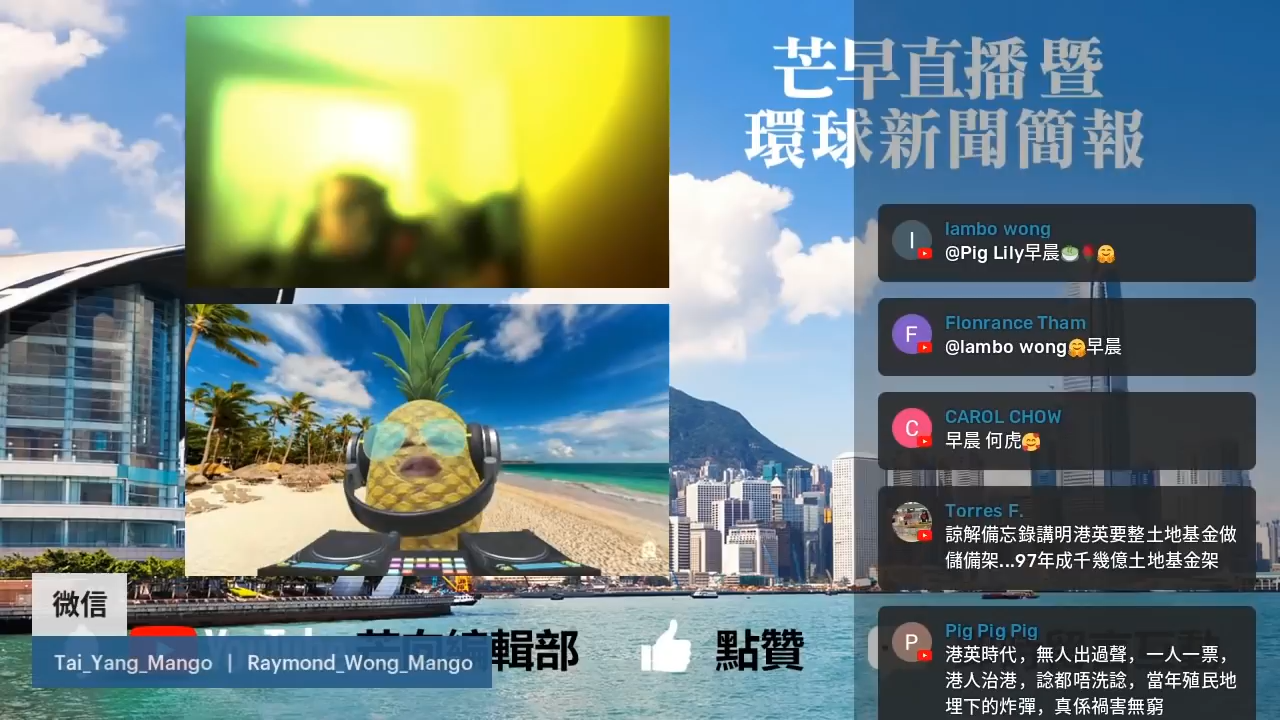 芒早直播 暨
環球新聞簡報
lambo wong
@Pig Lily早晨
Flonrance Tham
@lambo wong早晨
CAROL CHOW
早晨 何虎
Torres F.
諒解備忘錄講明港英要整土地基金做
儲備架...97年成千幾億土地基金架
Pig Pig Pig
港英時代，無人出過聲，一人一票，
港人治港，諗都唔洗諗，當年殖民地
埋下的炸彈，真係禍害無窮
微信
Tai_Yang_Mango | Raymond_Wong_Mango
編輯部
點贊